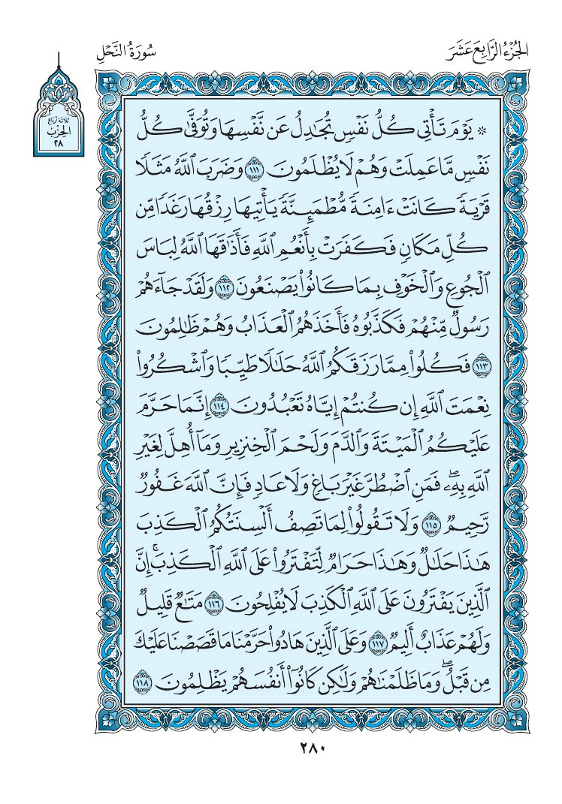 الجُزْءُ الرَّابِعَ عَشَرَ
سُورَةُ النَّحْلِ
ثلاثة أرباع
الحِزْب
٢٨
۞ يَوْمَ تَأْتِي كُلُّ نَفْسٍ تُجَٰدِلُ عَن نَّفْسِهَا وَتُوَفَّىٰ كُلُّ
نَفْسٍ مَّا عَمِلَتْ وَهُمْ لَا يُظْلَمُونَ ١١١ وَضَرَبَ ٱللَّهُ مَثَلًا
قَرْيَةً كَانَتْ ءَامِنَةً مُّطْمَئِنَّةً يَأْتِيهَا رِزْقُهَا رَغَدًا مِّن
كُلِّ مَكَانٍ فَكَفَرَتْ بِأَنْعُمِ ٱللَّهِ فَأَذَٰقَهَا ٱللَّهُ لِبَاسَ
ٱلْجُوعِ وَٱلْخَوْفِ بِمَا كَانُوا۟ يَصْنَعُونَ ١١٢ وَلَقَدْ جَآءَهُمْ
رَسُولٌ مِّنْهُمْ فَكَذَّبُوهُ فَأَخَذَهُمُ ٱلْعَذَابُ وَهُمْ ظَٰلِمُونَ
١١٣ فَكُلُوا۟ مِمَّا رَزَقَكُمُ ٱللَّهُ حَلَٰلًا طَيِّبًا وَٱشْكُرُوا۟
نِعْمَتَ ٱللَّهِ إِن كُنتُمْ إِيَّاهُ تَعْبُدُونَ ١١٤ إِنَّمَا حَرَّمَ
عَلَيْكُمُ ٱلْمَيْتَةَ وَٱلدَّمَ وَلَحْمَ ٱلْخِنزِيرِ وَمَآ أُهِلَّ لِغَيْرِ
ٱللَّهِ بِهِۦۖ فَمَنِ ٱضْطُرَّ غَيْرَ بَاغٍ وَلَا عَادٍ فَإِنَّ ٱللَّهَ غَفُورٌ
رَّحِيمٌ ١١٥ وَلَا تَقُولُوا۟ لِمَا تَصِفُ أَلْسِنَتُكُمُ ٱلْكَذِبَ
هَٰذَا حَلَٰلٌ وَهَٰذَا حَرَامٌ لِّتَفْتَرُوا۟ عَلَى ٱللَّهِ ٱلْكَذِبَۚ إِنَّ
ٱلَّذِينَ يَفْتَرُونَ عَلَى ٱللَّهِ ٱلْكَذِبَ لَا يُفْلِحُونَ ١١٦ مَتَٰعٌ قَلِيلٌ
وَلَهُمْ عَذَابٌ أَلِيمٌ ١١٧ وَعَلَى ٱلَّذِينَ هَادُوا۟ حَرَّمْنَا مَا قَصَصْنَا عَلَيْكَ
مِن قَبْلُۖ وَمَا ظَلَمْنَٰهُمْ وَلَٰكِن كَانُوٓا۟ أَنفُسَهُمْ يَظْلِمُونَ ١١٨
٢٨٠